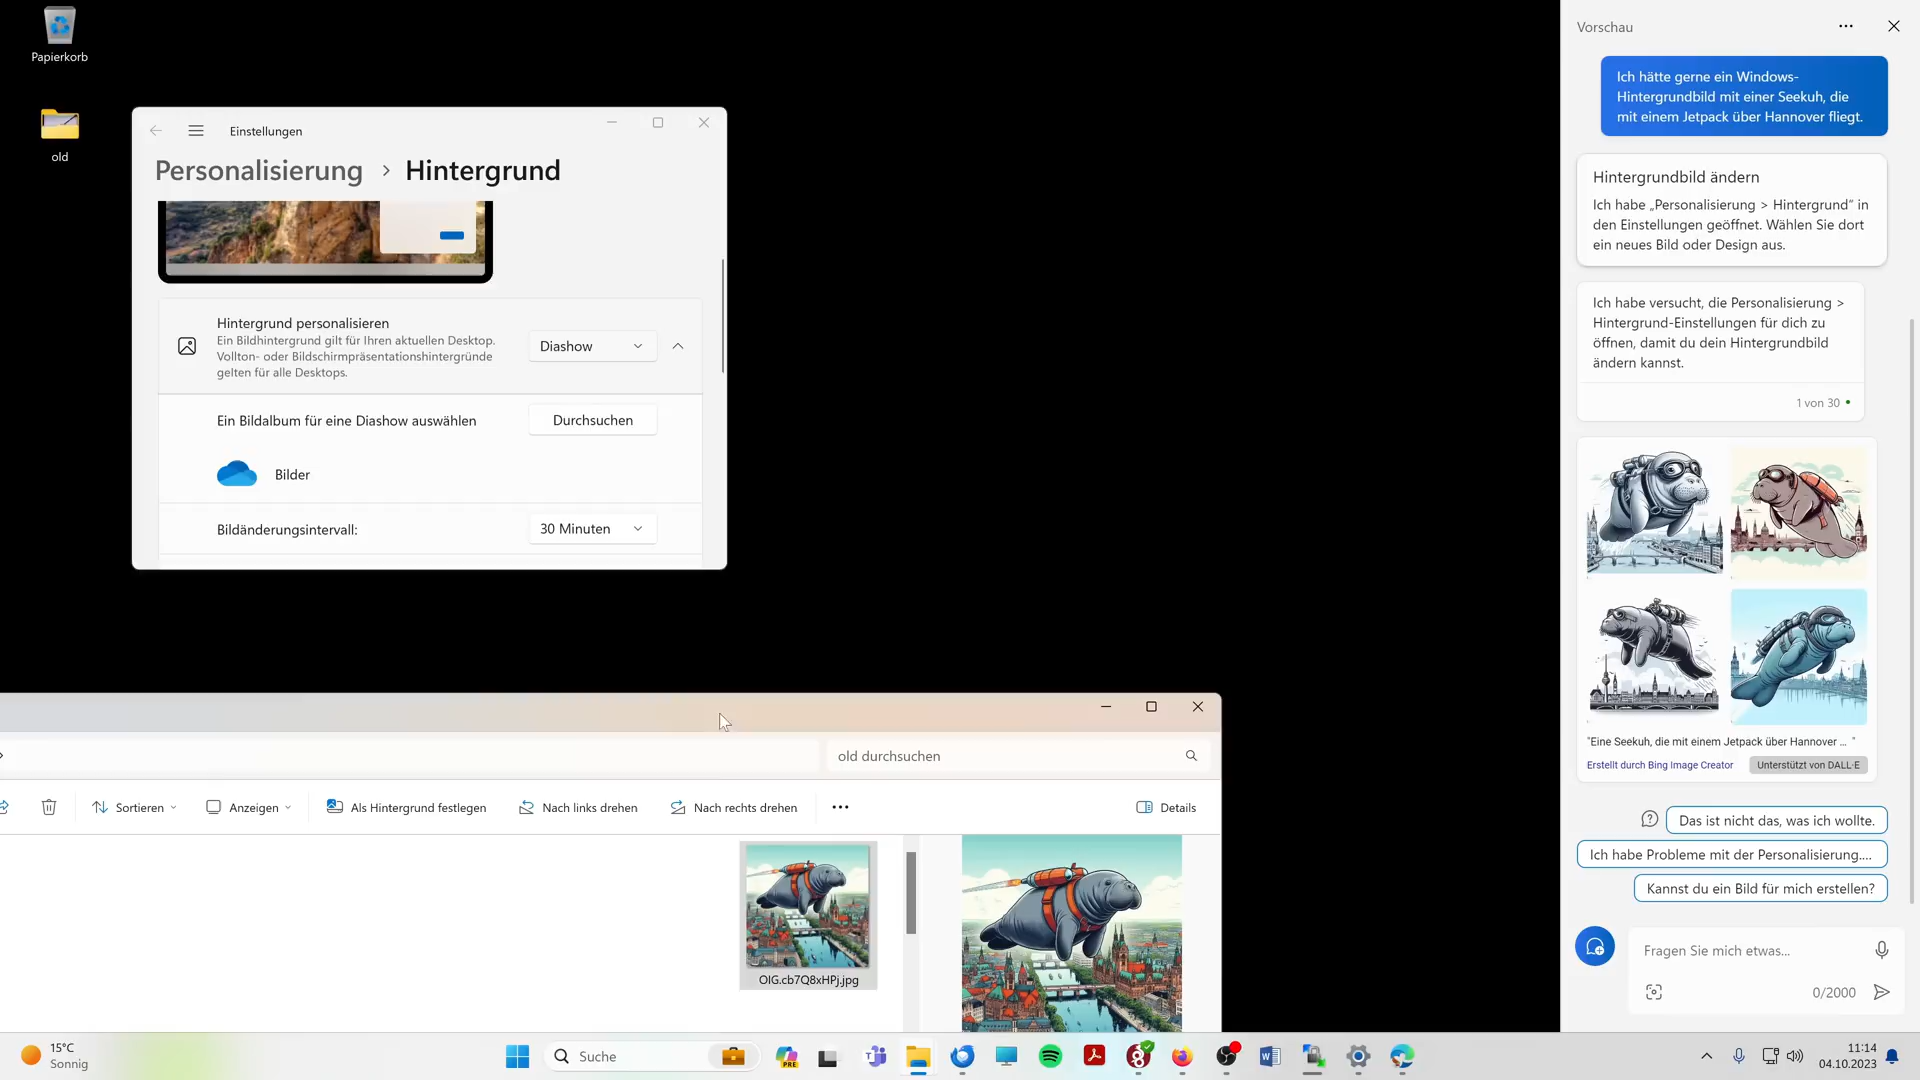 Papierkorb
old
Einstellungen
Personalisierung > Hintergrund
Hintergrund personalisieren
Ein Bildhintergrund gilt für Ihren aktuellen Desktop.
Vollton- oder Bildschirmpräsentationshintergründe
gelten für alle Desktops.
Diashow
Ein Bildalbum für eine Diashow auswählen
Durchsuchen
Bilder
Bildänderungsintervall:
30 Minuten
old durchsuchen
Sortieren
Anzeigen
Als Hintergrund festlegen
Nach links drehen
Nach rechts drehen
Details
OIG.cb7Q8xHPj.jpg
Vorschau
Ich hätte gerne ein Windows-
Hintergrundbild mit einer Seekuh, die
mit einem Jetpack über Hannover fliegt.
Hintergrundbild ändern
Ich habe „Personalisierung > Hintergrund“ in
den Einstellungen geöffnet. Wählen Sie dort
ein neues Bild oder Design aus.
Ich habe versucht, die Personalisierung >
Hintergrund-Einstellungen für dich zu
öffnen, damit du dein Hintergrundbild
ändern kannst.
1 von 30
"Eine Seekuh, die mit einem Jetpack über Hannover ... "
Erstellt durch Bing Image Creator
Unterstützt von DALL·E
Das ist nicht das, was ich wollte.
Ich habe Probleme mit der Personalisierung....
Kannst du ein Bild für mich erstellen?
Fragen Sie mich etwas...
0/2000
15°C
Sonnig
Suche
PRE
11:14
04.10.2023